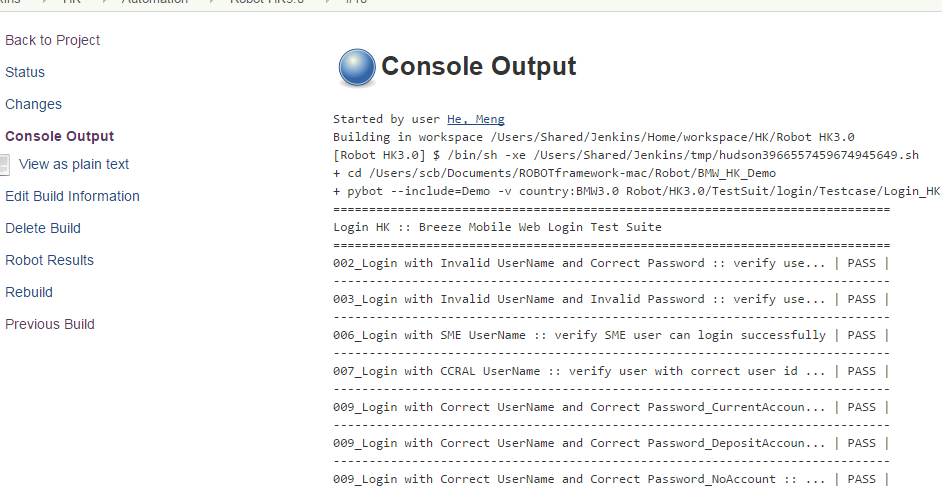 HK
Automation
Robot HK3.0
Back to Project
Status
Changes
Console Output
View as plain text
Edit Build Information
Delete Build
Robot Results
Rebuild
Previous Build
Console Output
Started by user He, Meng
Building in workspace /Users/Shared/Jenkins/Home/workspace/HK/Robot HK3.0
[Robot HK3.0] $ /bin/sh -xe /Users/Shared/Jenkins/tmp/hudson3966557459674945649.sh
+ cd /Users/scb/Documents/ROBOTframework-mac/Robot/BMW_HK_Demo
+ pybot --include=Demo -v country:BMW3.0 Robot/HK3.0/TestSuit/login/Testcase/Login_HK
==============================================================================
Login HK :: Breeze Mobile Web Login Test Suite
==============================================================================
002_Login with Invalid UserName and Correct Password :: verify use... | PASS |
------------------------------------------------------------------------------
003_Login with Invalid UserName and Invalid Password :: verify use... | PASS |
------------------------------------------------------------------------------
006_Login with SME UserName :: verify SME user can login successfully | PASS |
------------------------------------------------------------------------------
007_Login with CCRAL UserName :: verify user with correct user id ... | PASS |
------------------------------------------------------------------------------
009_Login with Correct UserName and Correct Password_CurrentAccoun... | PASS |
------------------------------------------------------------------------------
009_Login with Correct UserName and Correct Password_DepositAccoun... | PASS |
------------------------------------------------------------------------------
009_Login with Correct UserName and Correct Password_NoAccount :: ... | PASS |